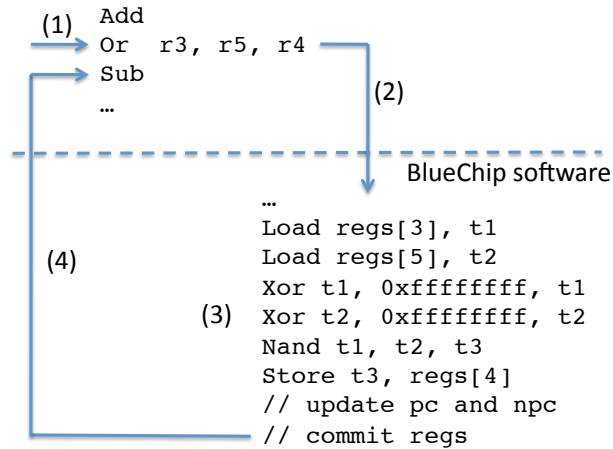 (1)
Add
Or r3, r5, r4
Sub
…
(2)
BlueChip software
…
Load regs[3], t1
Load regs[5], t2
(4)
Xor t1, 0xffffffff, t1
(3)
Xor t2, 0xffffffff, t2
Nand t1, t2, t3
Store t3, regs[4]
// update pc and npc
// commit regs